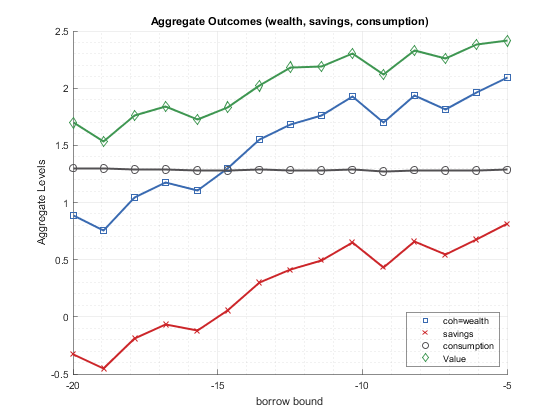 Aggregate Outcomes (wealth, savings, consumption)
2.5
2
1.5
1
0.5
0
-0.5
Aggregate Levels
-20
-15
-10
-5
borrow bound
coh=wealth
savings
consumption
Value